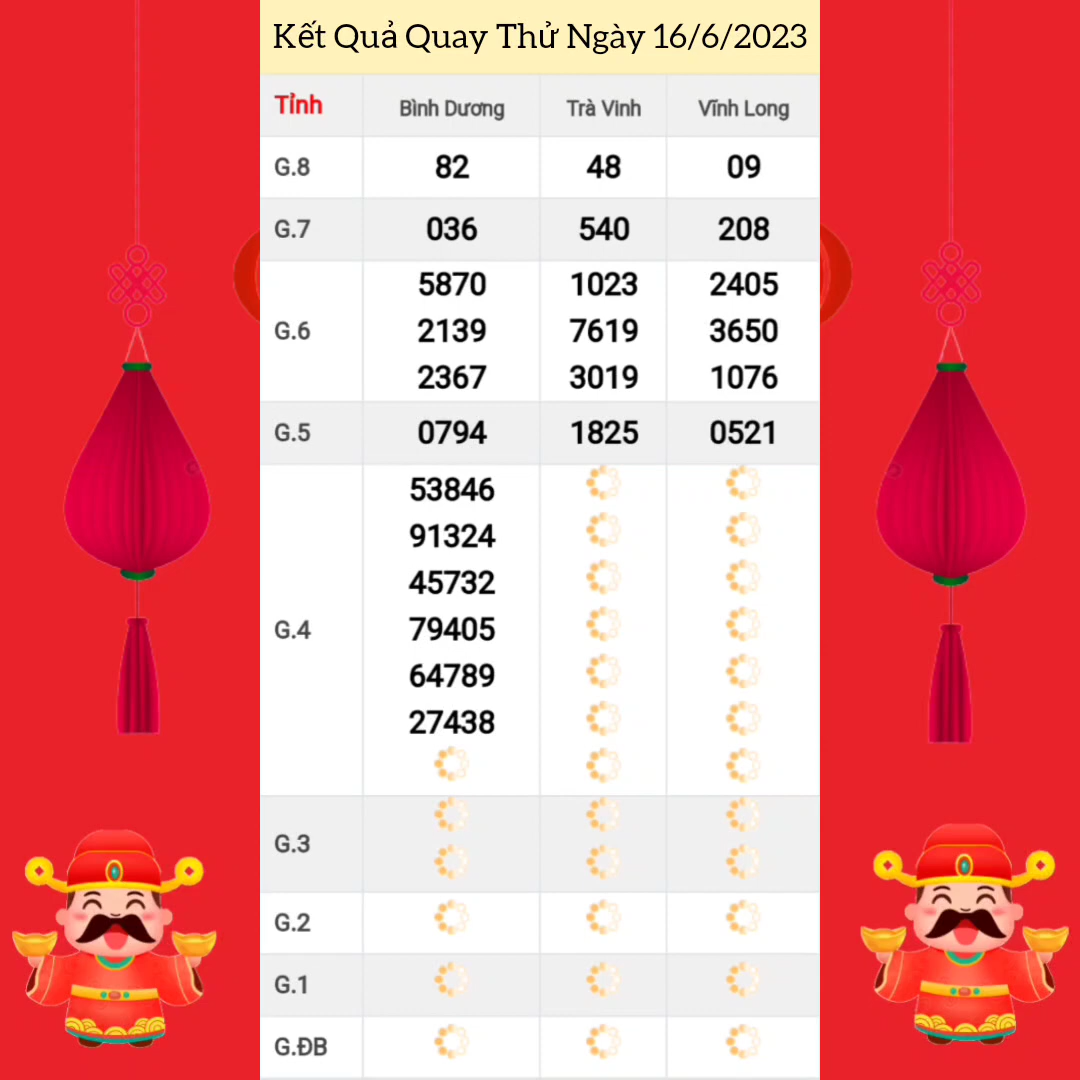 Kết Quả Quay Thử Ngày 16/6/2023
Tỉnh Bình Dương Trà Vinh Vĩnh Long
G.8 82 48 09
G.7 036 540 208
5870 1023 2405
G.6 2139 7619 3650
2367 3019 1076
G.5 0794 1825 0521
53846
91324
45732
G.4 79405
64789
27438
G.3
G.2
G.1
G.ĐB